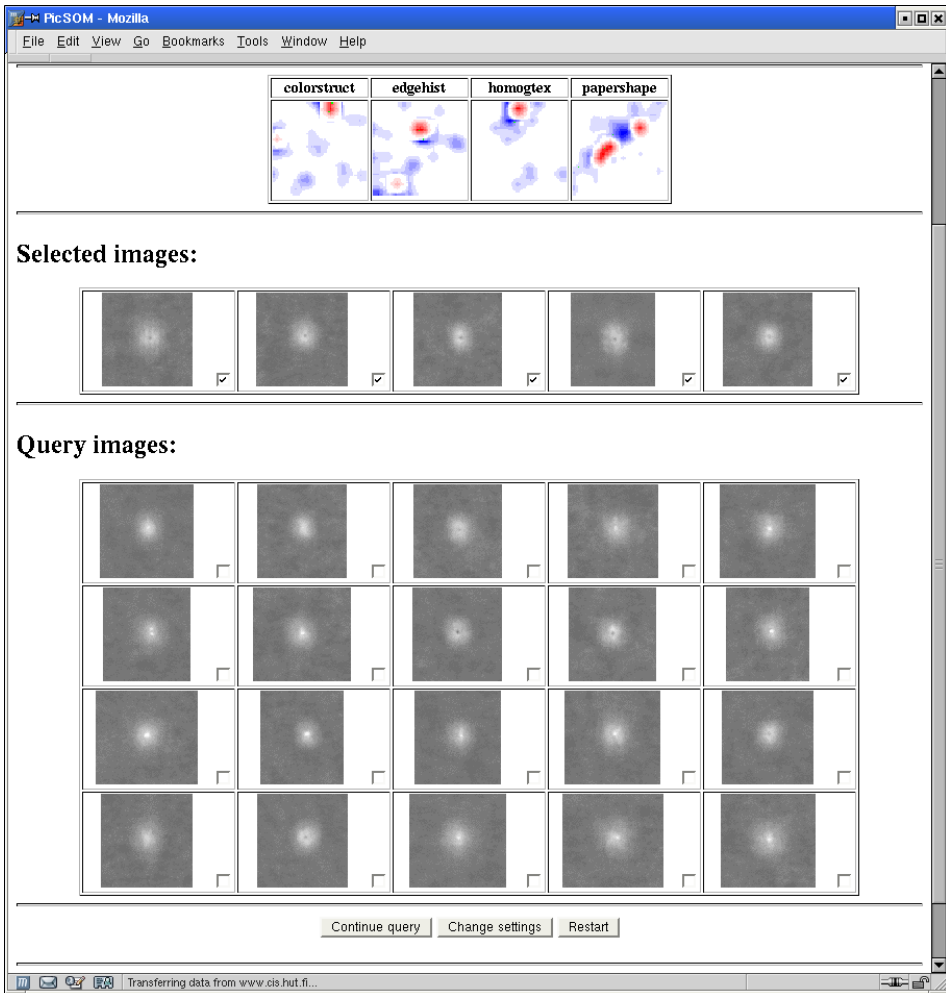 PicSOM - Mozilla
File Edit View Go Bookmarks Tools Window Help
colorstruct edgehist homogtex papershape
Selected images:
Query images:
Continue query Change settings Restart
Transferring data from www.cis.hut.fi...